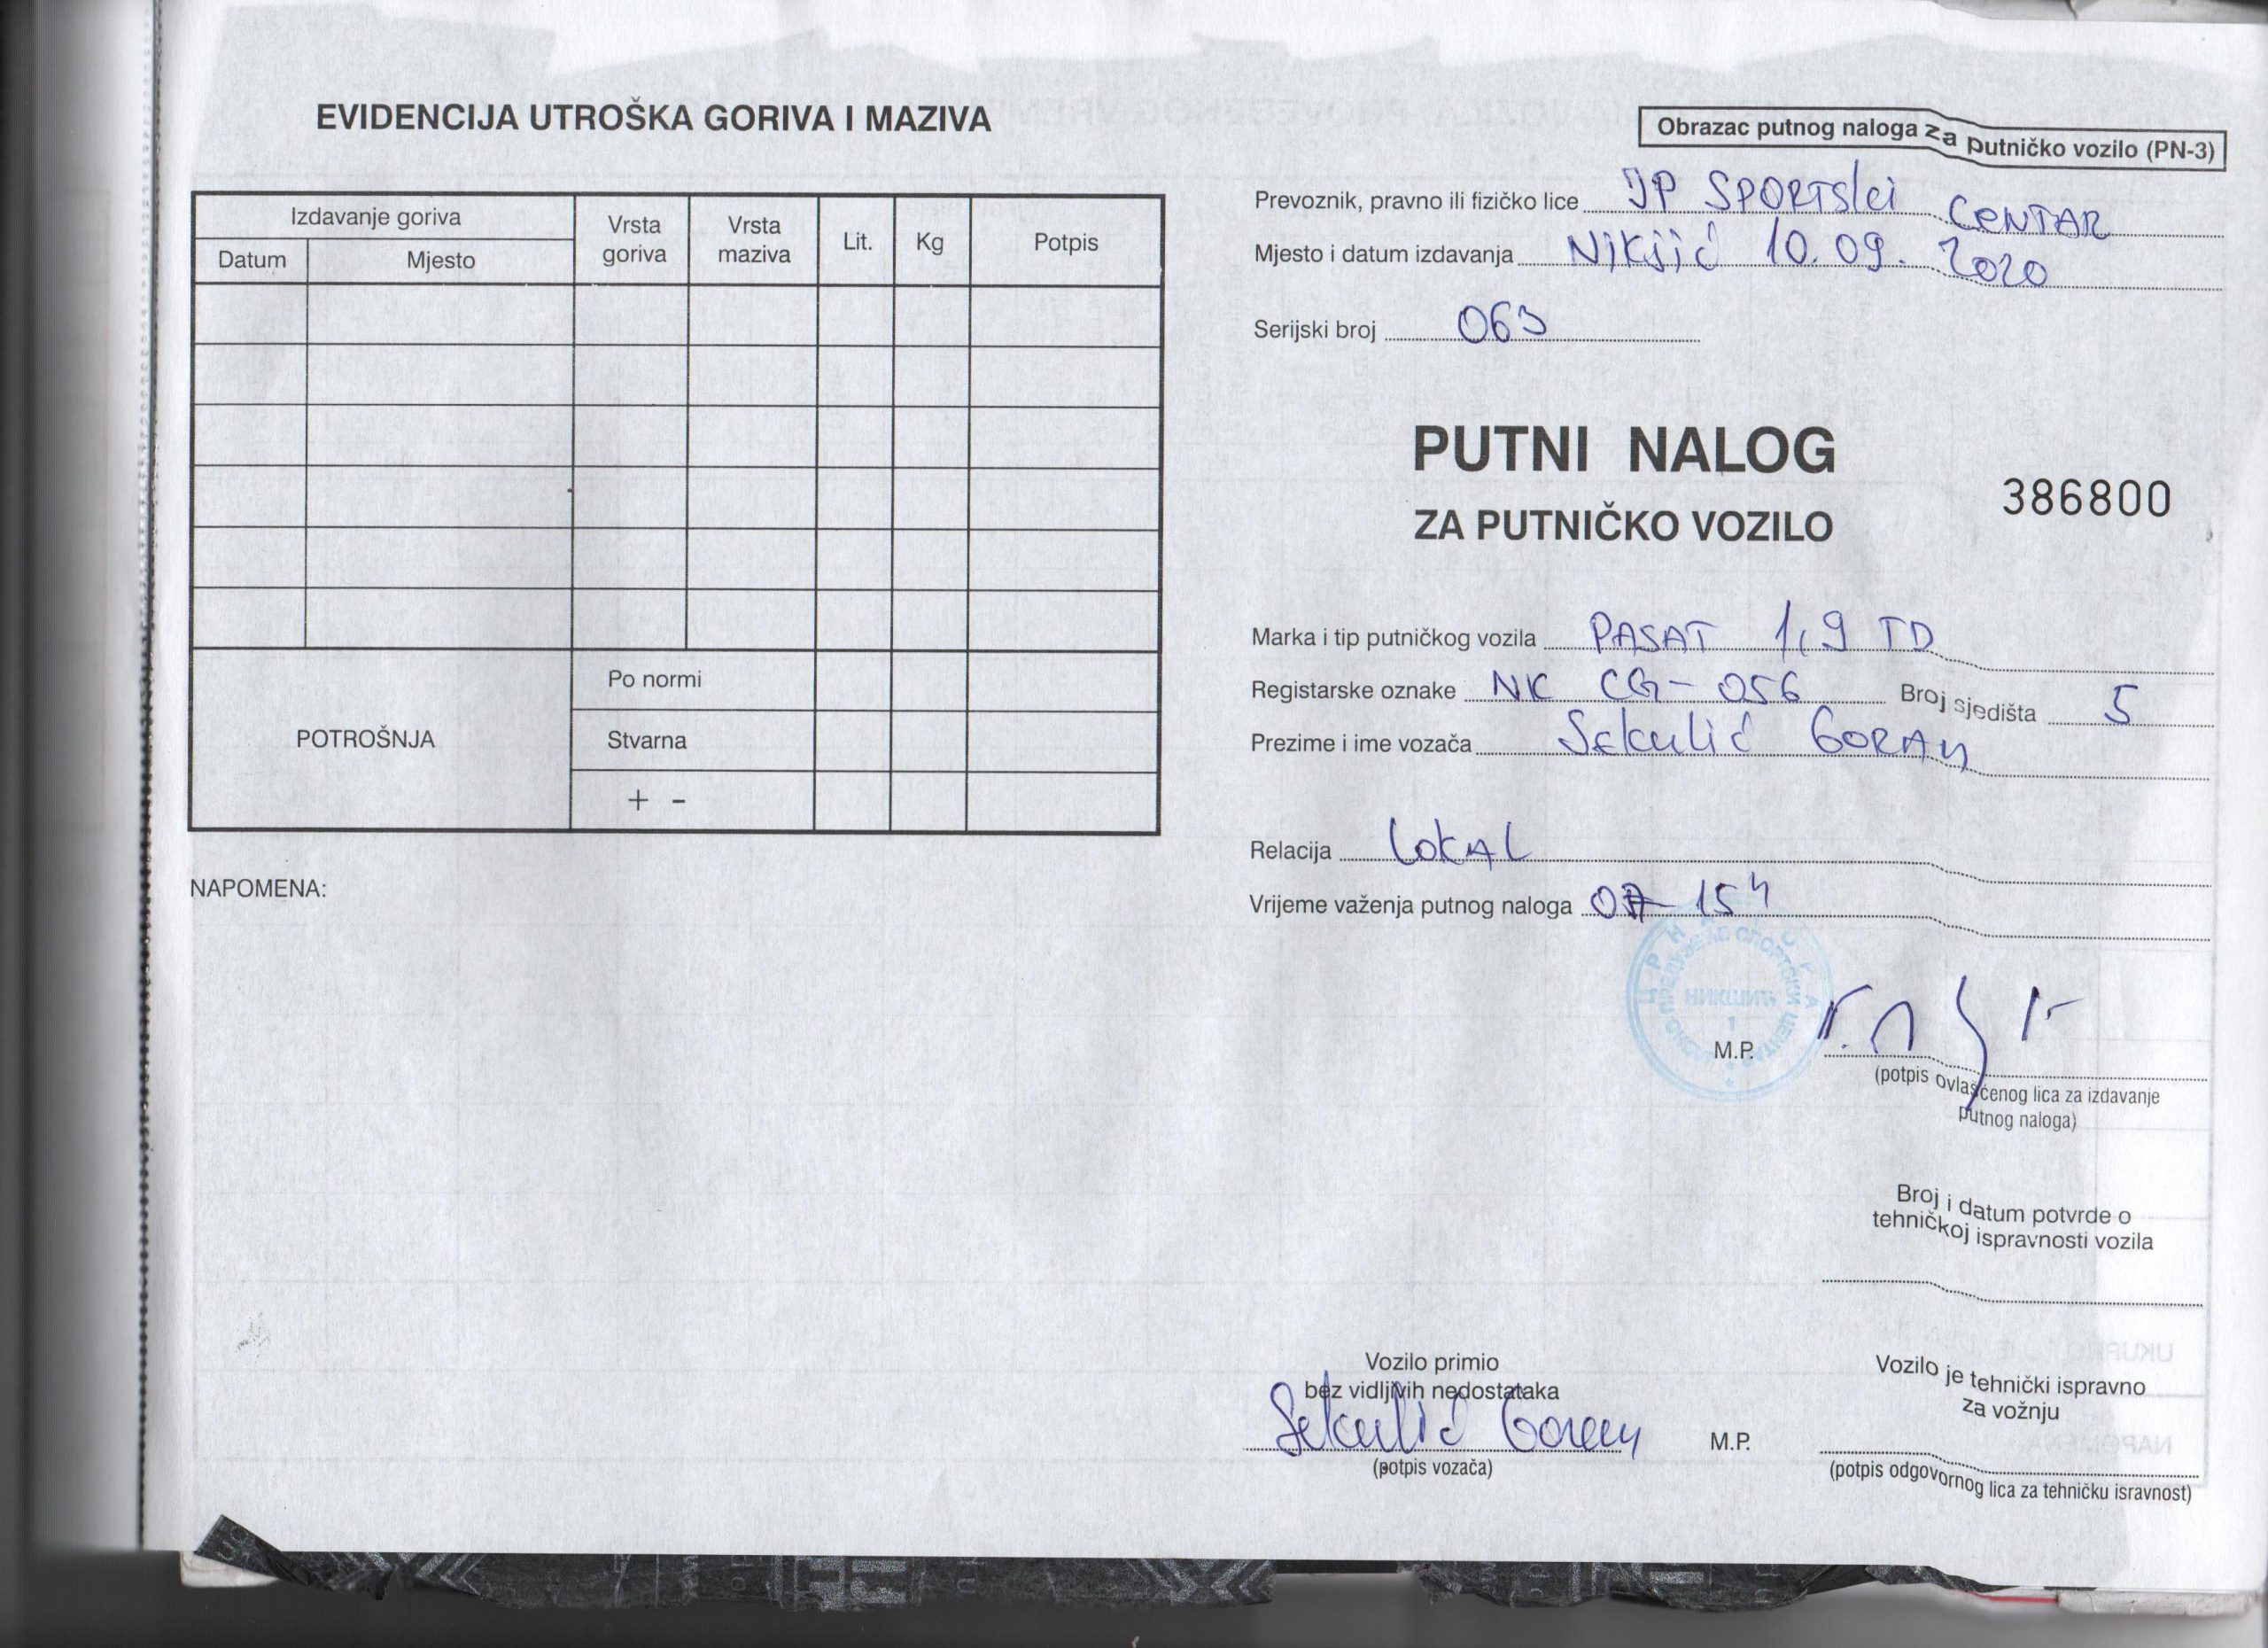 EVIDENCIJA UTROŠKA GORIVA I MAZIVA
Izdavanje goriva
Datum Mjesto Vrsta goriva Vrsta maziva Lit. Kg Potpis
POTROŠNJA
Po normi
Stvarna
+ -
NAPOMENA:
Obrazac putnog naloga za putničko vozilo (PN-3)
Prevoznik, pravno ili fizičko lice JP SPORTSKI CENTAR
Mjesto i datum izdavanja 10.09. 2020
Serijski broj 063
PUTNI NALOG
386800
ZA PUTNIČKO VOZILO
Marka i tip putničkog vozila PASAT 1,9 TD
Registarske oznake NK CG-056 Broj sjedišta 5
Prezime i ime vozača Sekulić GORAN
Relacija LOKAL
Vrijeme važenja putnog naloga 07-15h
НИКШИЋ
1
M.P.
(potpis ovlašćenog lica za izdavanje
putnog naloga)
Broj i datum potvrde o
tehničkoj ispravnosti vozila
Vozilo primio
bez vidljivih nedostataka
Sekulić Goran
(potpis vozača)
M.P.
Vozilo je tehnički ispravno
za vožnju
(potpis odgovornog lica za tehničku isravnost)